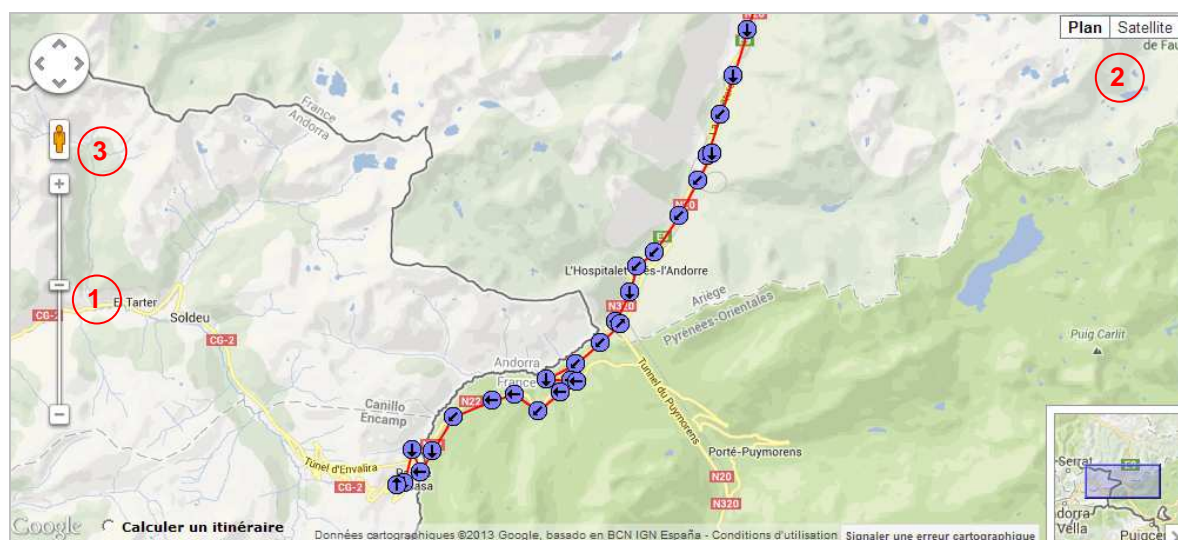 N20
Plan Satellite
de Fau
2
France
Andorra
3
N20
L'Hospitalet-Près-l'Andorre
Ariège
Pyrénées-Orientales
1
El Tarter
CG-2
Soldeu
N320
CG-2
Puig Carlit
Andorra
France
Tunnel du Puymorens
N22
Canillo
Encamp
Porté-Puymorens
Túnel d'Envalira
CG-2
N20
N320
Serrat
dorra
Vella
Puigcer
Google
Calculer un itinéraire
Données cartographiques ©2013 Google, basado en BCN IGN España - Conditions d'utilisation
Signaler une erreur cartographique